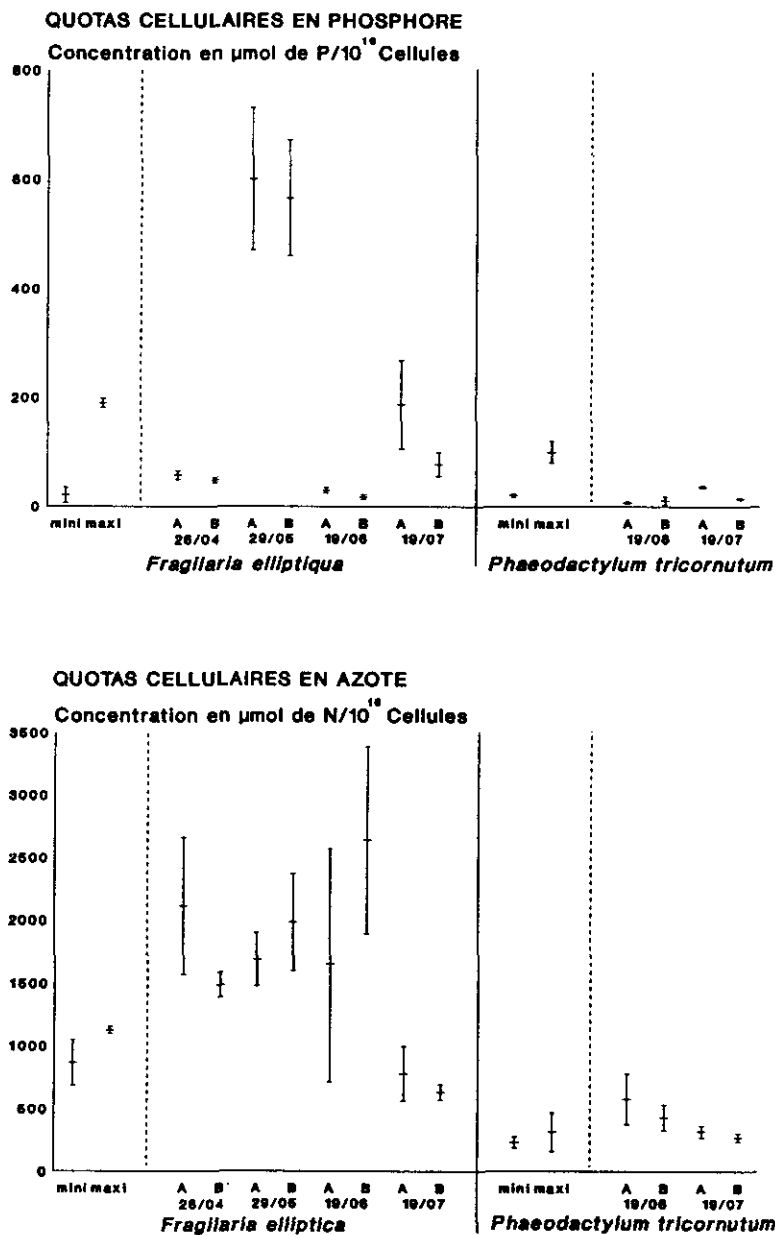 QUOTAS CELLULAIRES EN PHOSPHORE
Concentration en µmol de P/10¹⁰ Cellules
800
600
400
200
0
mini maxi A B A B A B A B mini maxi A B A B
26/04 29/05 19/06 19/07 19/06 19/07
Fragilaria elliptiqua Phaeodactylum tricornutum
QUOTAS CELLULAIRES EN AZOTE
Concentration en µmol de N/10¹⁰ Cellules
3500
3000
2500
2000
1500
1000
500
0
mini maxi A B A B A B A B mini maxi A B A B
26/04 29/05 19/06 19/07 19/06 19/07
Fragilaria elliptica Phaeodactylum tricornutum